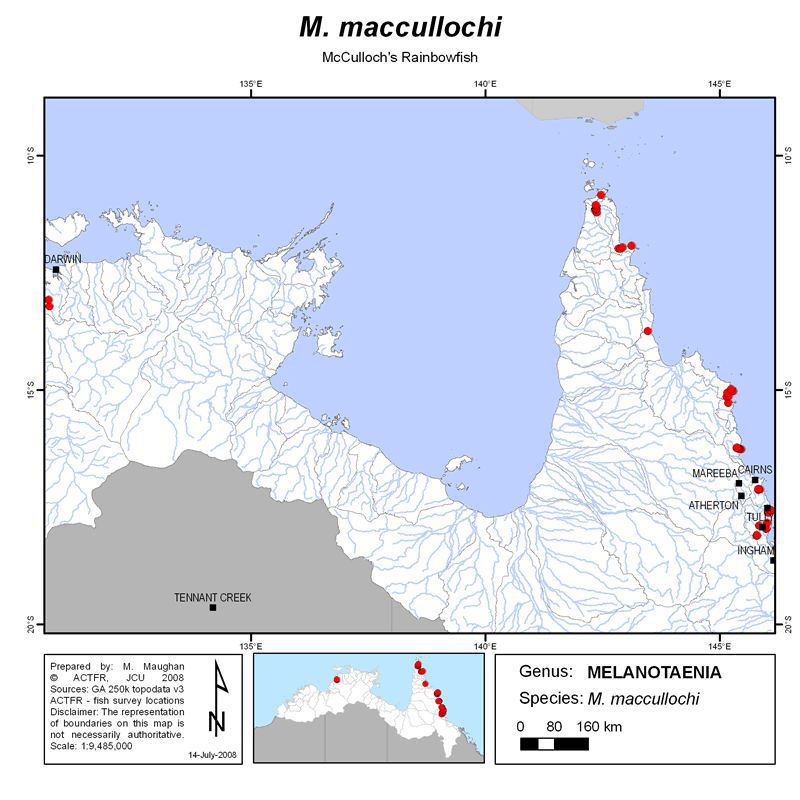 M. maccullochi
McCulloch's Rainbowfish
135°E 140°E 145°E
10°S 10°S
DARWIN
15°S 15°S
MAREEBA CAIRNS
ATHERTON
TUL
INGHAM
TENNANT CREEK
20°S 20°S
135°E 140°E 145°E
Prepared by: M. Maughan
© ACTFR, JCU 2008
Sources: GA 250k topodata v3
ACTFR - fish survey locations
Disclaimer: The representation
of boundaries on this map is
not necessarily authoritative.
Scale: 1:9,485,000
N
14-July-2008
Genus: MELANOTAENIA
Species: M. maccullochi
0 80 160 km